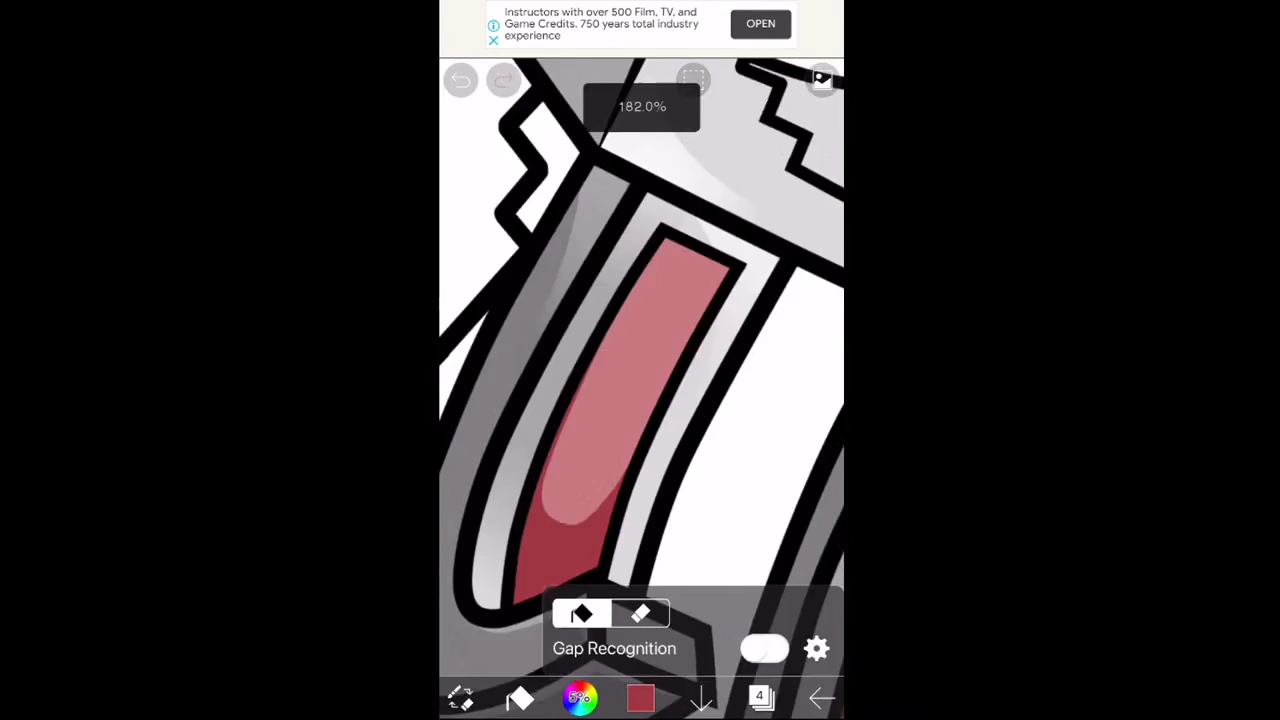 Instructors with over 500 Film, TV, and
Game Credits. 750 years total industry
experience
OPEN
182.0%
Gap Recognition
5%
4